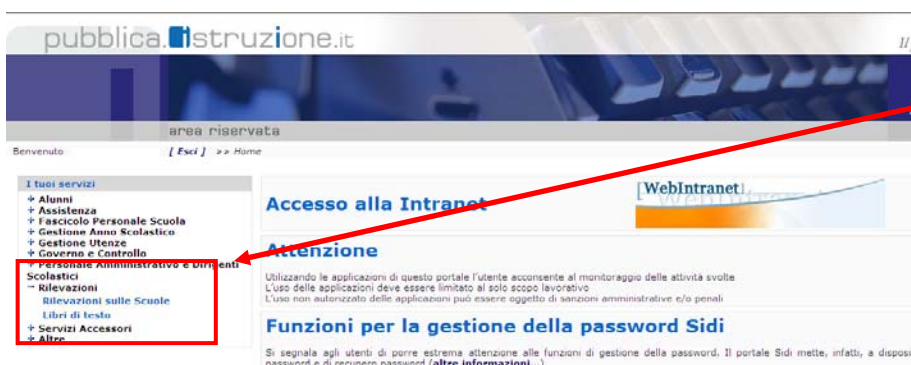 pubblica.istruzione.it
Il
area riservata
Benvenuto [ Esci ] >> Home
I tuoi servizi
+ Alunni
+ Assistenza
+ Fascicolo Personale Scuola
+ Gestione Anno Scolastico
+ Gestione Utenze
+ Governo e Controllo
+ Personale Amministrativo e Dirigenti
Scolastici
− Rilevazioni
Rilevazioni sulle Scuole
Libri di testo
+ Servizi Accessori
+ Altre
Accesso alla Intranet
[WebIntranet]
Attenzione
Utilizzando le applicazioni di questo portale l'utente acconsente al monitoraggio delle attività svolte
L'uso delle applicazioni deve essere limitato al solo scopo lavorativo
L'uso non autorizzato delle applicazioni può essere oggetto di sanzioni amministrative e/o penali
Funzioni per la gestione della password Sidi
Si segnala agli utenti di porre estrema attenzione alle funzioni di gestione della password. Il portale Sidi mette, infatti, a dispos
password e di recupero password (altre informazioni...)